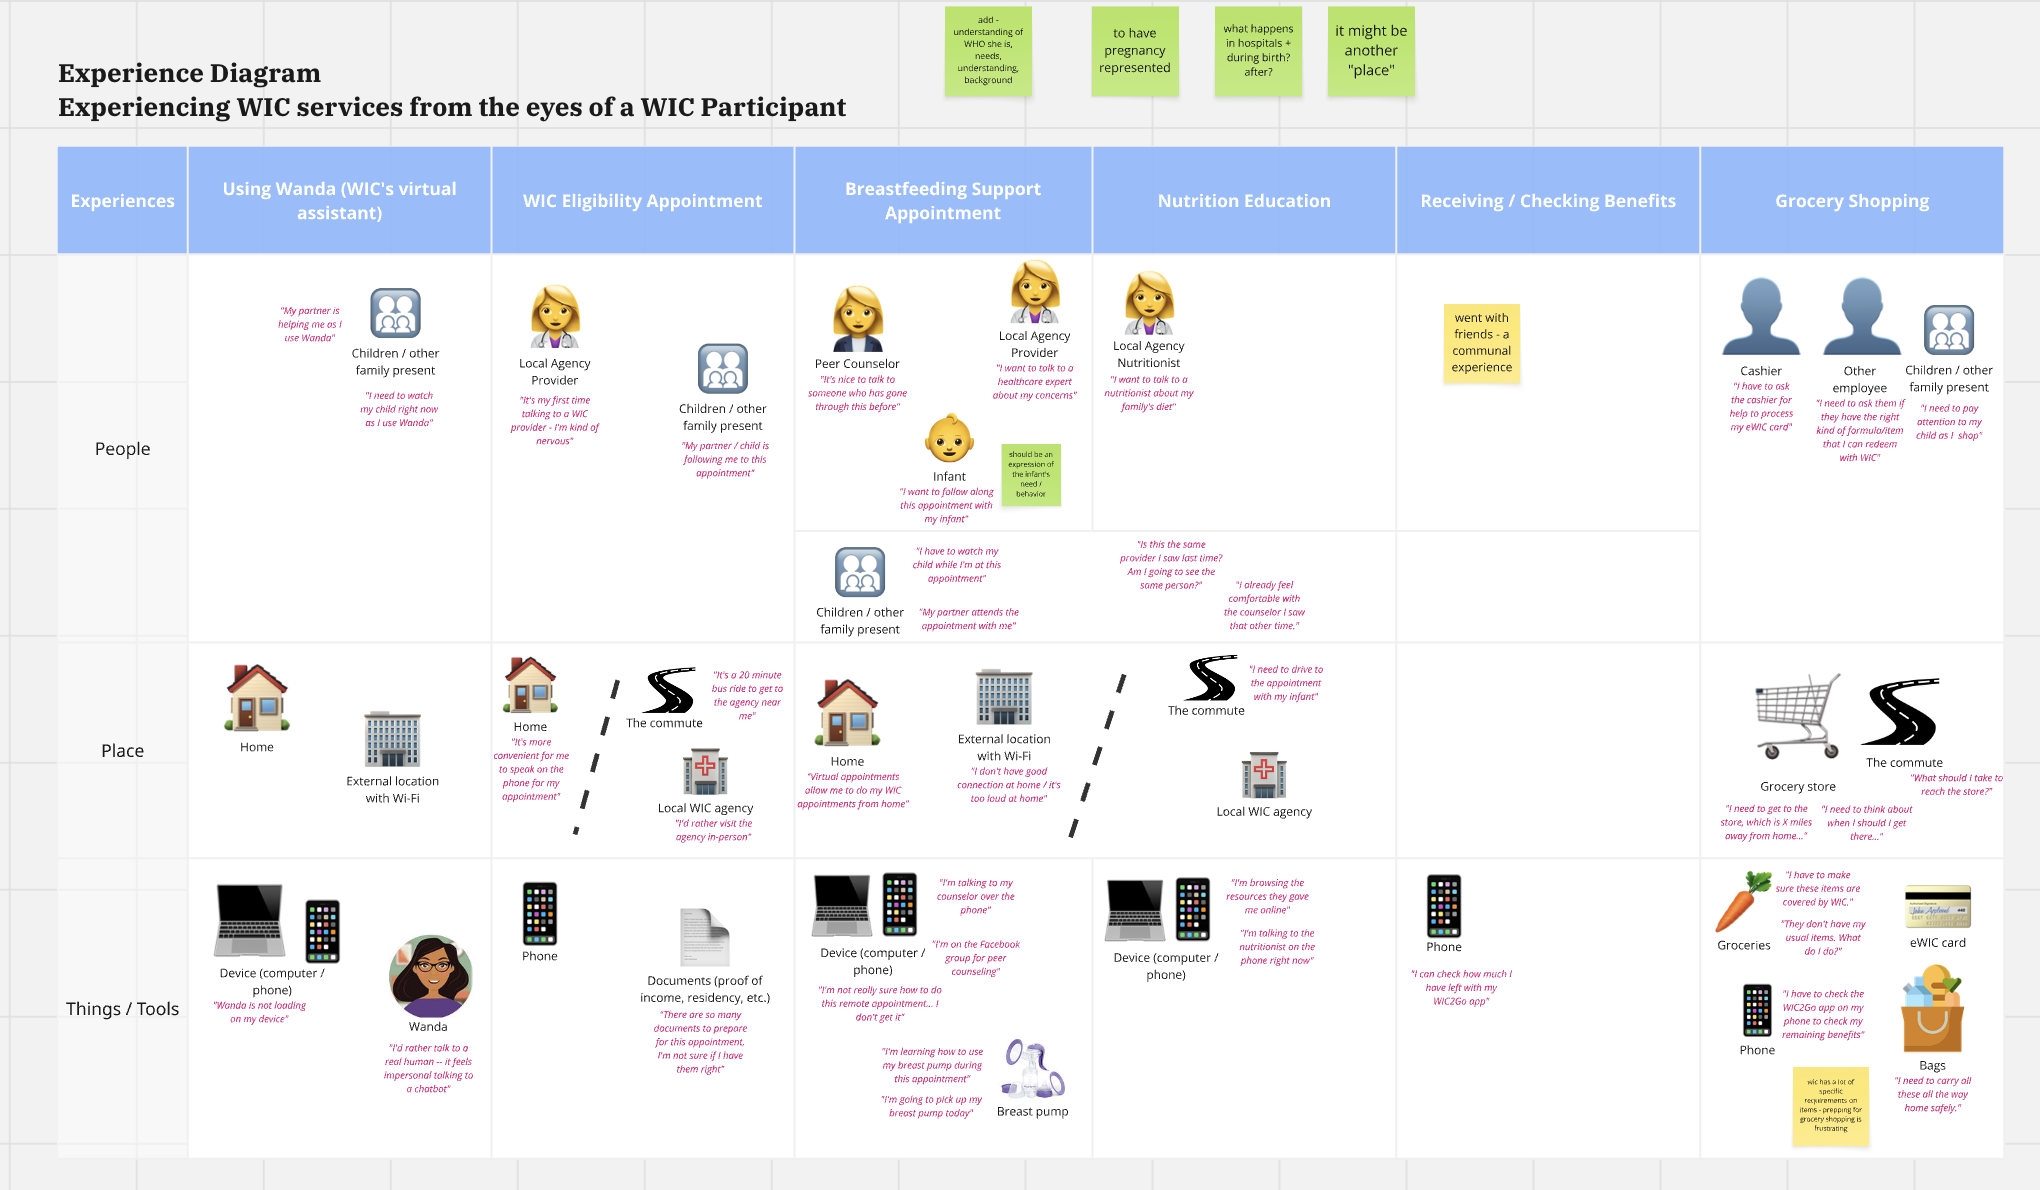 add -
understanding of
WHO she is,
needs,
understanding,
background
to have
pregnancy
represented
what happens
in hospitals +
during birth?
after?
it might be
another
"place"
Experience Diagram
Experiencing WIC services from the eyes of a WIC Participant
Experiences
Using Wanda (WIC's virtual
assistant)
WIC Eligibility Appointment
Breastfeeding Support
Appointment
Nutrition Education
Receiving / Checking Benefits
Grocery Shopping
People
"My partner is
helping me as I
use Wanda"
Children / other
family present
"I need to watch
my child right now
as I use Wanda"
Local Agency
Provider
"It's my first time
talking to a WIC
provider - I'm kind of
nervous"
Children / other
family present
"My partner / child is
following me to this
appointment"
Peer Counselor
"It's nice to talk to
someone who has gone
through this before"
Local Agency
Provider
"I want to talk to a
healthcare expert
about my concerns"
Infant
"I want to follow along
this appointment with
my infant"
should be an
expression of
the infant's
need /
behavior
Local Agency
Nutritionist
"I want to talk to a
nutritionist about my
family's diet"
went with
friends - a
communal
experience
Cashier
"I have to ask
the cashier for
help to process
my eWIC card"
Other
employee
"I need to ask them if
they have the right
kind of formula/item
that I can redeem
with WIC"
Children / other
family present
"I need to pay
attention to my
child as I shop"
Children / other
family present
"I have to watch my
child while I'm at this
appointment"
"My partner attends the
appointment with me"
"Is this the same
provider I saw last time?
Am I going to see the
same person?"
"I already feel
comfortable with
the counselor I saw
that other time."
Place
Home
External location
with Wi-Fi
Home
"It's more
convenient for me
to speak on the
phone for my
appointment"
The commute
"It's a 20 minute
bus ride to get to
the agency near
me"
Local WIC agency
"I'd rather visit the
agency in-person"
Home
"Virtual appointments
allow me to do my WIC
appointments from home"
External location
with Wi-Fi
"I don't have good
connection at home / it's
too loud at home"
The commute
"I need to drive to
the appointment
with my infant"
Local WIC agency
Grocery store
"I need to get to the
store, which is X miles
away from home..."
The commute
"What should I take to
reach the store?"
"I need to think about
when I should I get
there..."
Things / Tools
Device (computer /
phone)
"Wanda is not loading
on my device"
Wanda
"I'd rather talk to a
real human -- it feels
impersonal talking to
a chatbot"
Phone
Documents (proof of
income, residency, etc.)
"There are so many
documents to prepare
for this appointment,
I'm not sure if I have
them right"
Device (computer /
phone)
"I'm talking to my
counselor over the
phone"
"I'm on the Facebook
group for peer
counseling"
"I'm not really sure how to do
this remote appointment... I
don't get it"
"I'm learning how to use
my breast pump during
this appointment"
"I'm going to pick up my
breast pump today"
Breast pump
Device (computer /
phone)
"I'm browsing the
resources they gave
me online"
"I'm talking to the
nutritionist on the
phone right now"
Phone
"I can check how much I
have left with my
WIC2Go app"
Groceries
"I have to make
sure these items are
covered by WIC."
"They don't have my
usual items. What
do I do?"
eWIC card
Phone
"I have to check the
WIC2Go app on my
phone to check my
remaining benefits"
Bags
"I need to carry all
these all the way
home safely."
wic has a lot of
specific
requirements on
items - prepping for
grocery shopping is
frustrating